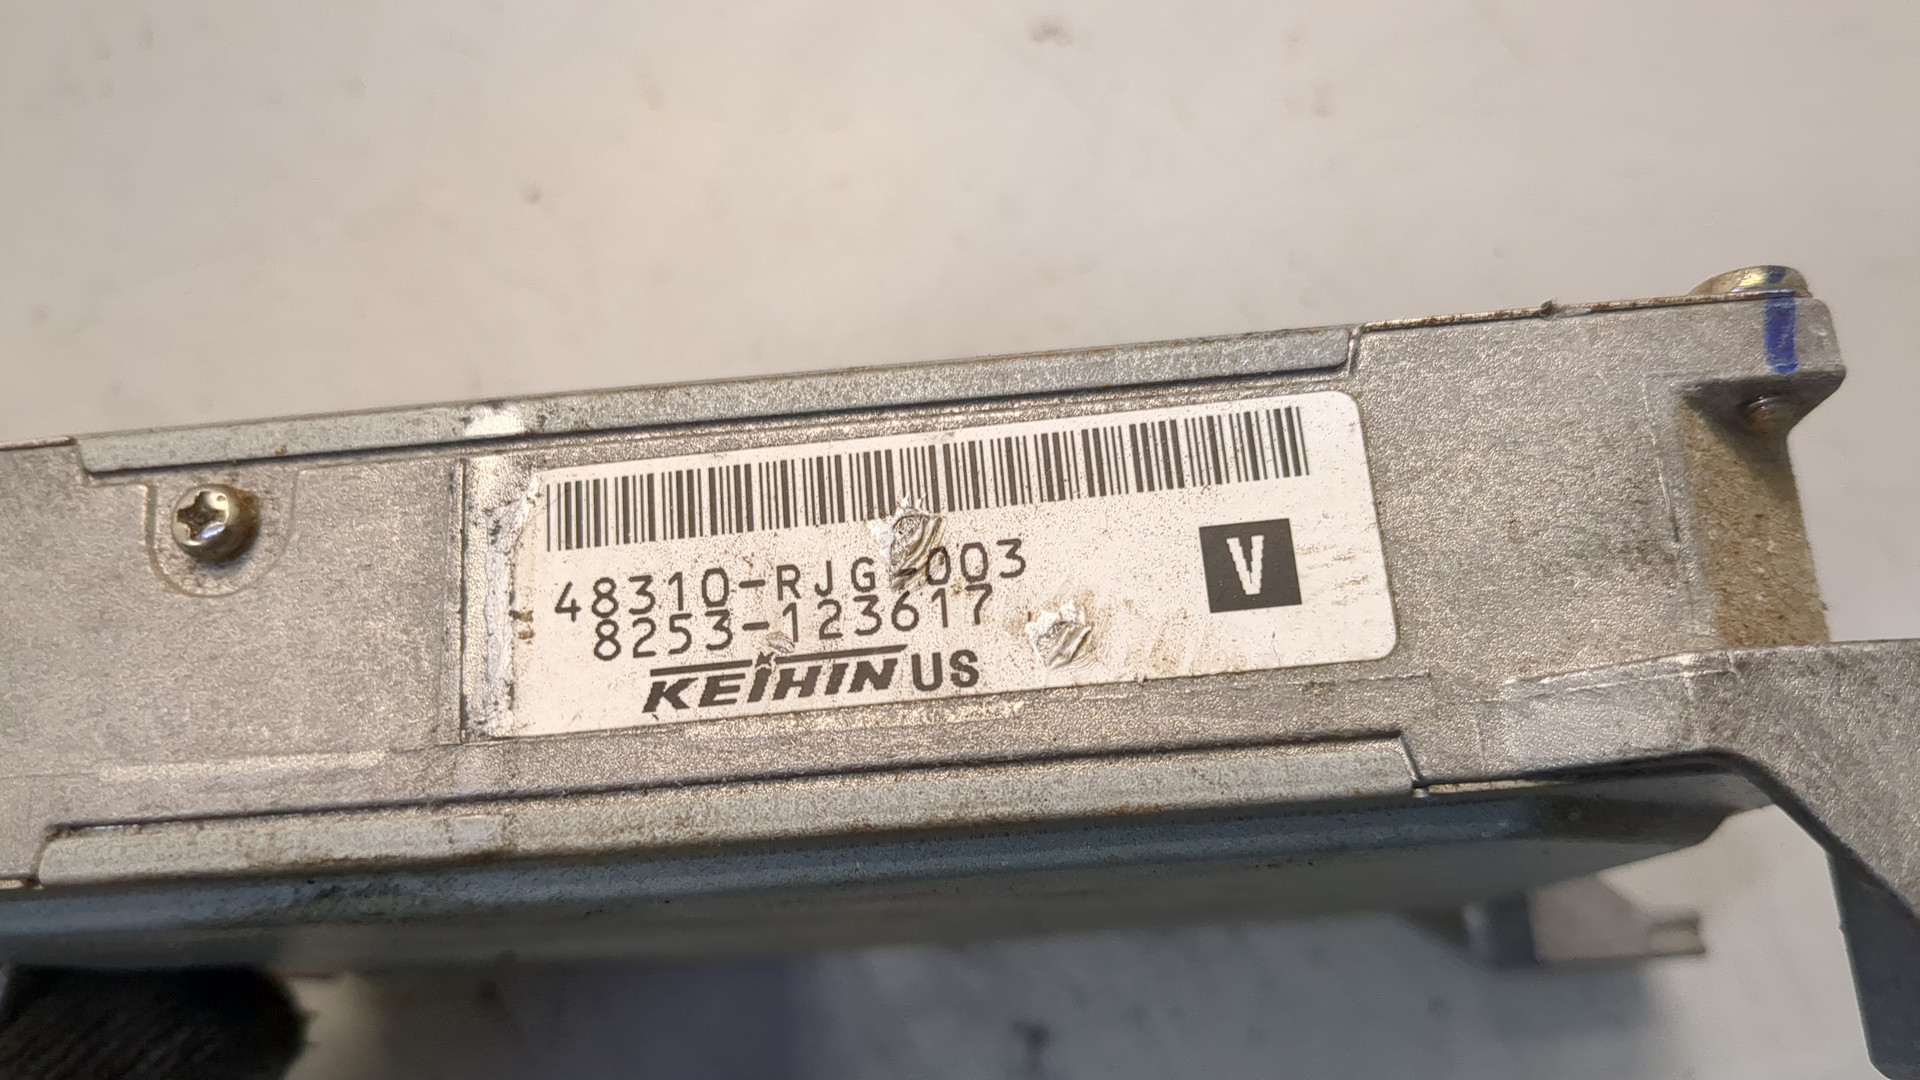 48310-RJG-003
8253-123617
KEIHIN US
V